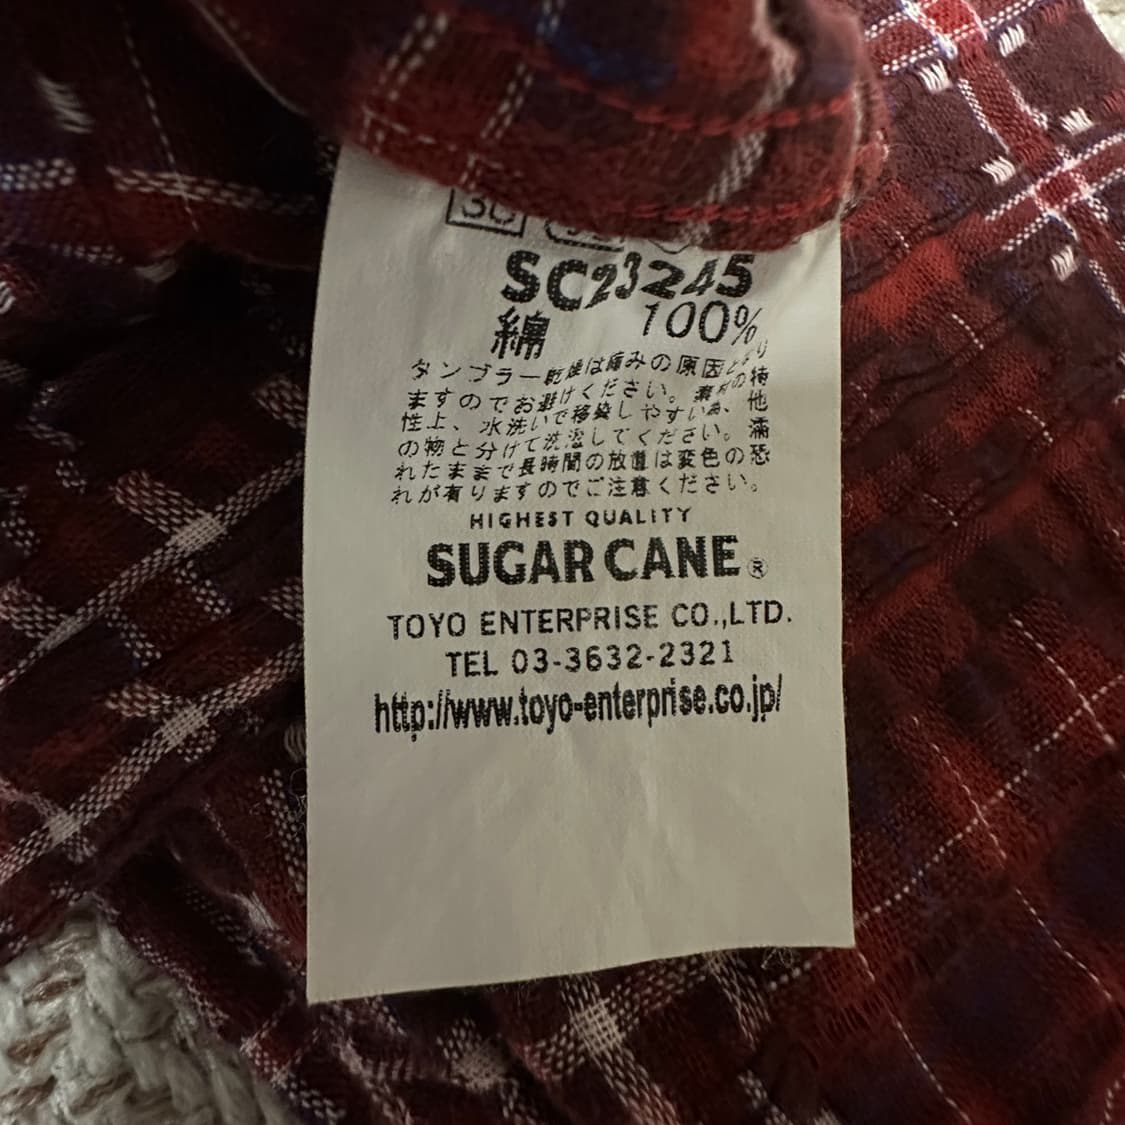 SC23245
綿 100%
タンブラー乾燥は痛みの原因となり
ますのでお避けください。素材の特
性上、水洗いで移染しやすい為、他
の物と分けて洗濯してください。濡
れたままで長時間の放置は変色の恐
れが有りますのでご注意ください。
HIGHEST QUALITY
SUGAR CANE®
TOYO ENTERPRISE CO.,LTD.
TEL 03-3632-2321
http://www.toyo-enterprise.co.jp/